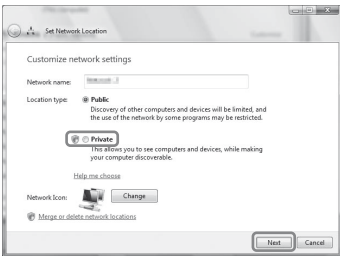 Set Network Location
Customize network settings
Network name:
Location type: Public
Discovery of other computers and devices will be limited, and
the use of the network by some programs may be restricted.
Private
This allows you to see computers and devices, while making
your computer discoverable.
Help me choose
Network Icon: Change
Merge or delete network locations
Next Cancel